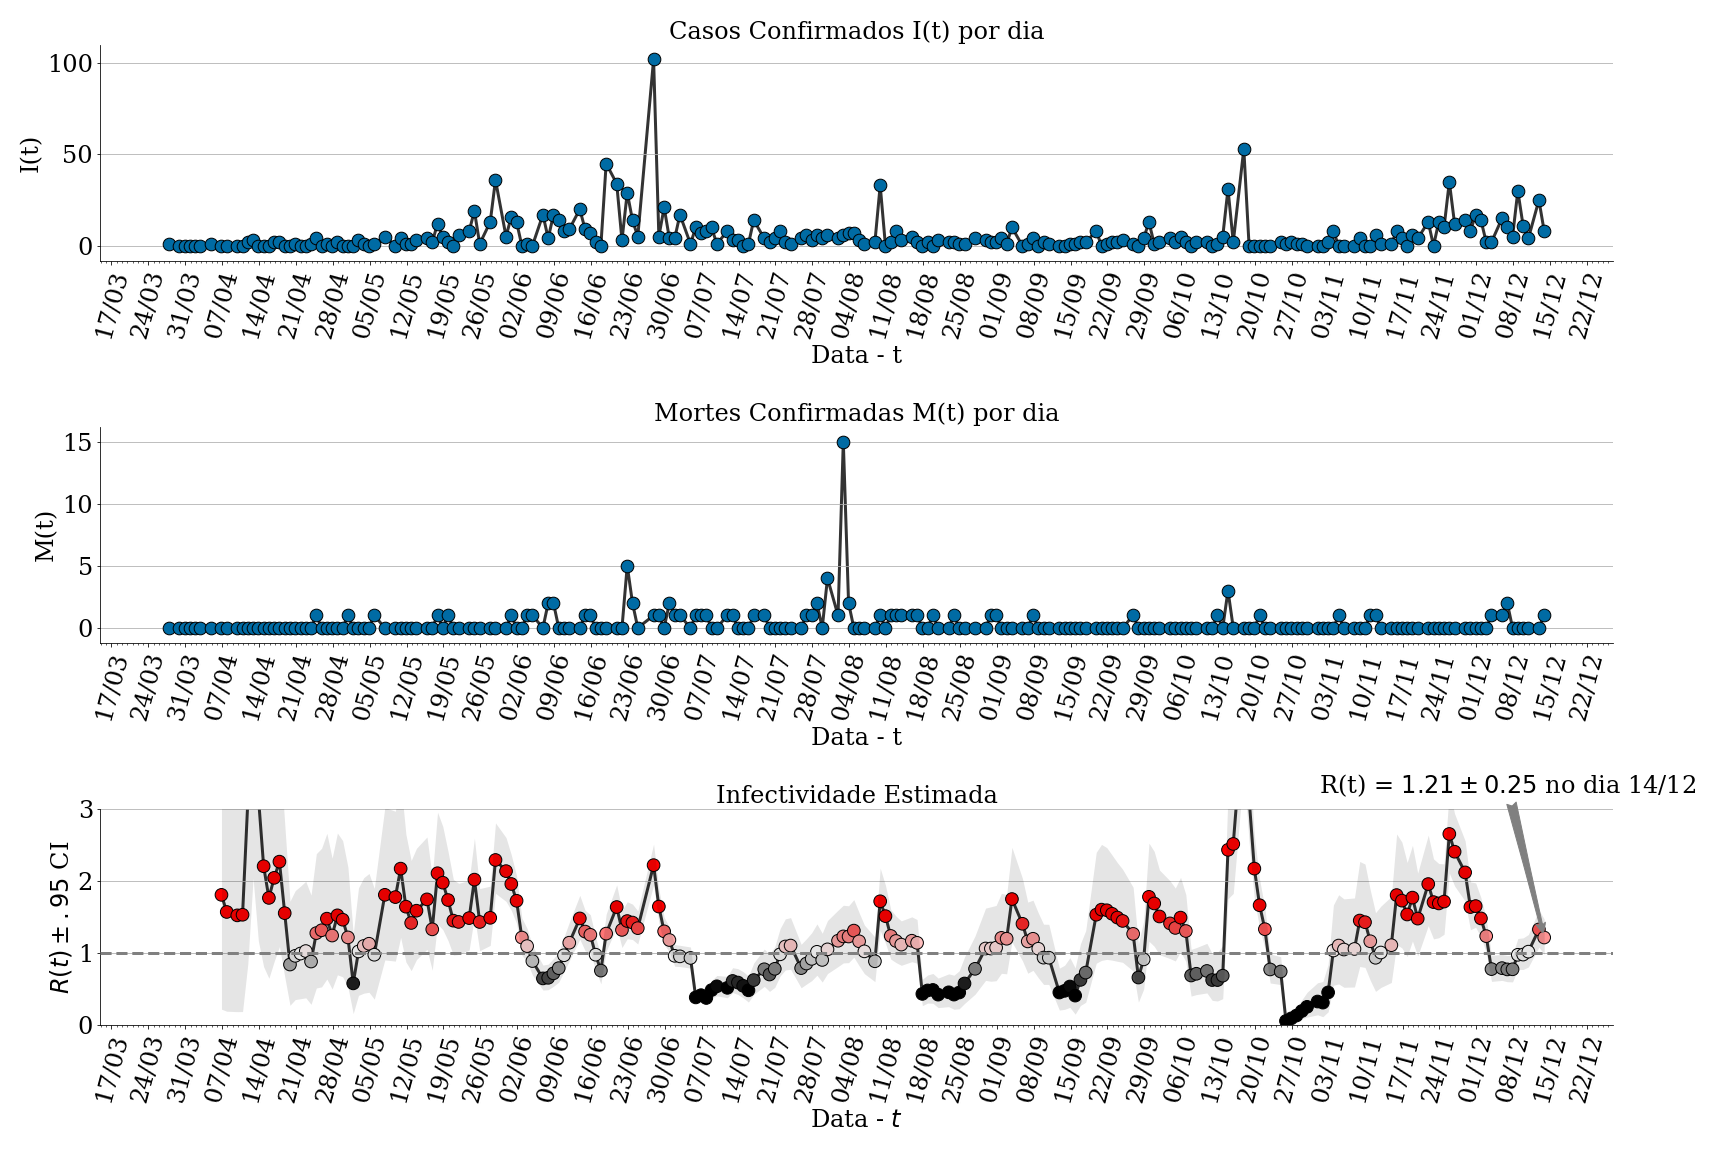 Casos Confirmados I(t) por dia
I(t)
100
50
0
17/03 24/03 31/03 07/04 14/04 21/04 28/04 05/05 12/05 19/05 26/05 02/06 09/06 16/06 23/06 30/06 07/07 14/07 21/07 28/07 04/08 11/08 18/08 25/08 01/09 08/09 15/09 22/09 29/09 06/10 13/10 20/10 27/10 03/11 10/11 17/11 24/11 01/12 08/12 15/12 22/12
Data - t
Mortes Confirmadas M(t) por dia
M(t)
15
10
5
0
17/03 24/03 31/03 07/04 14/04 21/04 28/04 05/05 12/05 19/05 26/05 02/06 09/06 16/06 23/06 30/06 07/07 14/07 21/07 28/07 04/08 11/08 18/08 25/08 01/09 08/09 15/09 22/09 29/09 06/10 13/10 20/10 27/10 03/11 10/11 17/11 24/11 01/12 08/12 15/12 22/12
Data - t
R(t) = 1.21 ± 0.25 no dia 14/12
Infectividade Estimada
R(t) ± .95 CI
3
2
1
0
17/03 24/03 31/03 07/04 14/04 21/04 28/04 05/05 12/05 19/05 26/05 02/06 09/06 16/06 23/06 30/06 07/07 14/07 21/07 28/07 04/08 11/08 18/08 25/08 01/09 08/09 15/09 22/09 29/09 06/10 13/10 20/10 27/10 03/11 10/11 17/11 24/11 01/12 08/12 15/12 22/12
Data - t